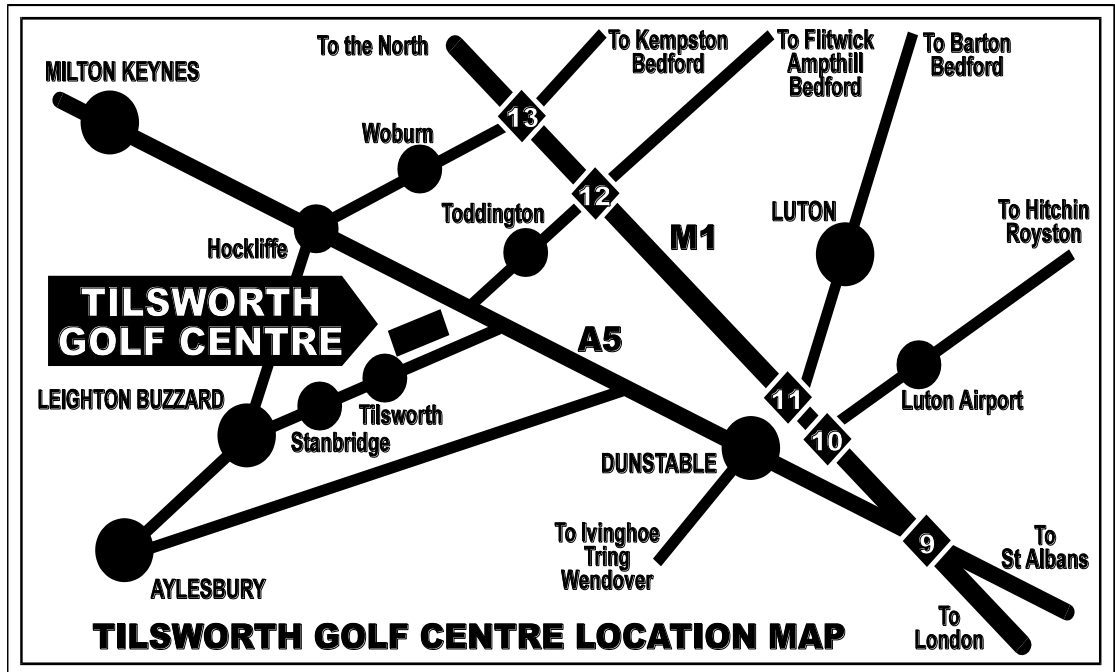 To the North
To Kempston
Bedford
To Flitwick
Ampthill
Bedford
To Barton
Bedford
MILTON KEYNES
13
Woburn
12
Toddington
LUTON
To Hitchin
Royston
M1
Hockliffe
TILSWORTH
GOLF CENTRE
A5
LEIGHTON BUZZARD
11
Luton Airport
Tilsworth
Stanbridge
10
DUNSTABLE
To Ivinghoe
Tring
Wendover
9
To
St Albans
AYLESBURY
To
London
TILSWORTH GOLF CENTRE LOCATION MAP